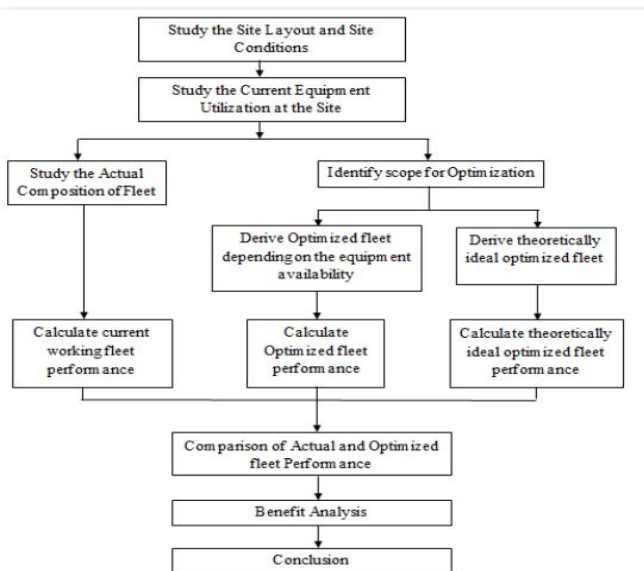 Study the Site Layout and Site
Conditions
Study the Current Equipment
Utilization at the Site
Study the Actual
Composition of Fleet
Identify scope for Optimization
Derive Optimized fleet
depending on the equipment
availability
Derive theoretically
ideal optimized fleet
Calculate current
working fleet
performance
Calculate
Optimized fleet
performance
Calculate theoretically
ideal optimized fleet
performance
Comparison of Actual and Optimized
fleet Performance
Benefit Analysis
Conclusion